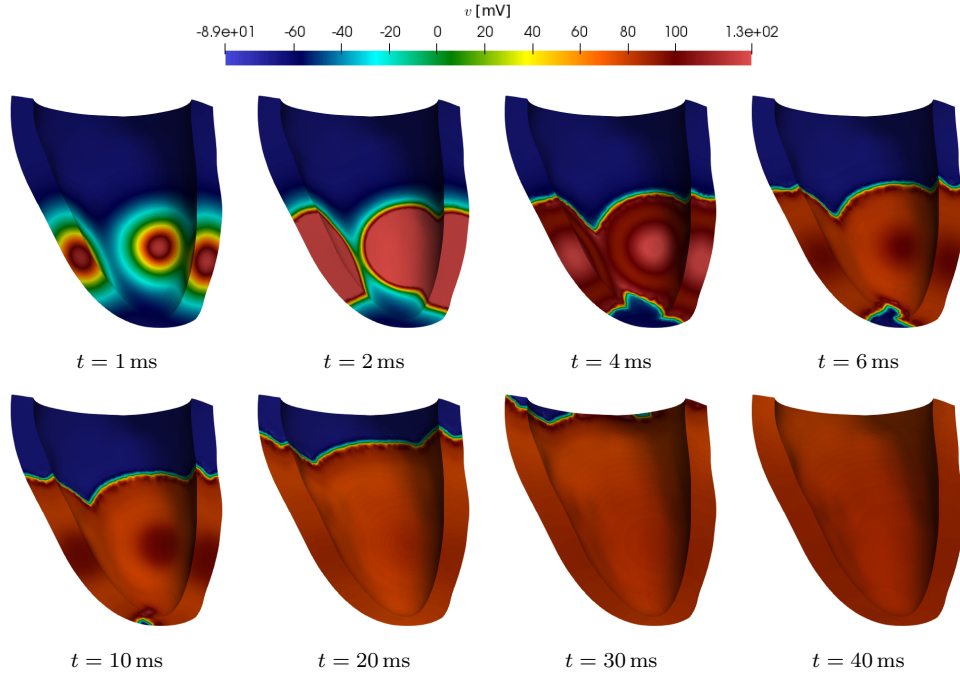 v [mV]
-8.9e+01 -60 -40 -20 0 20 40 60 80 100 1.3e+02
t = 1 ms t = 2 ms t = 4 ms t = 6 ms
t = 10 ms t = 20 ms t = 30 ms t = 40 ms